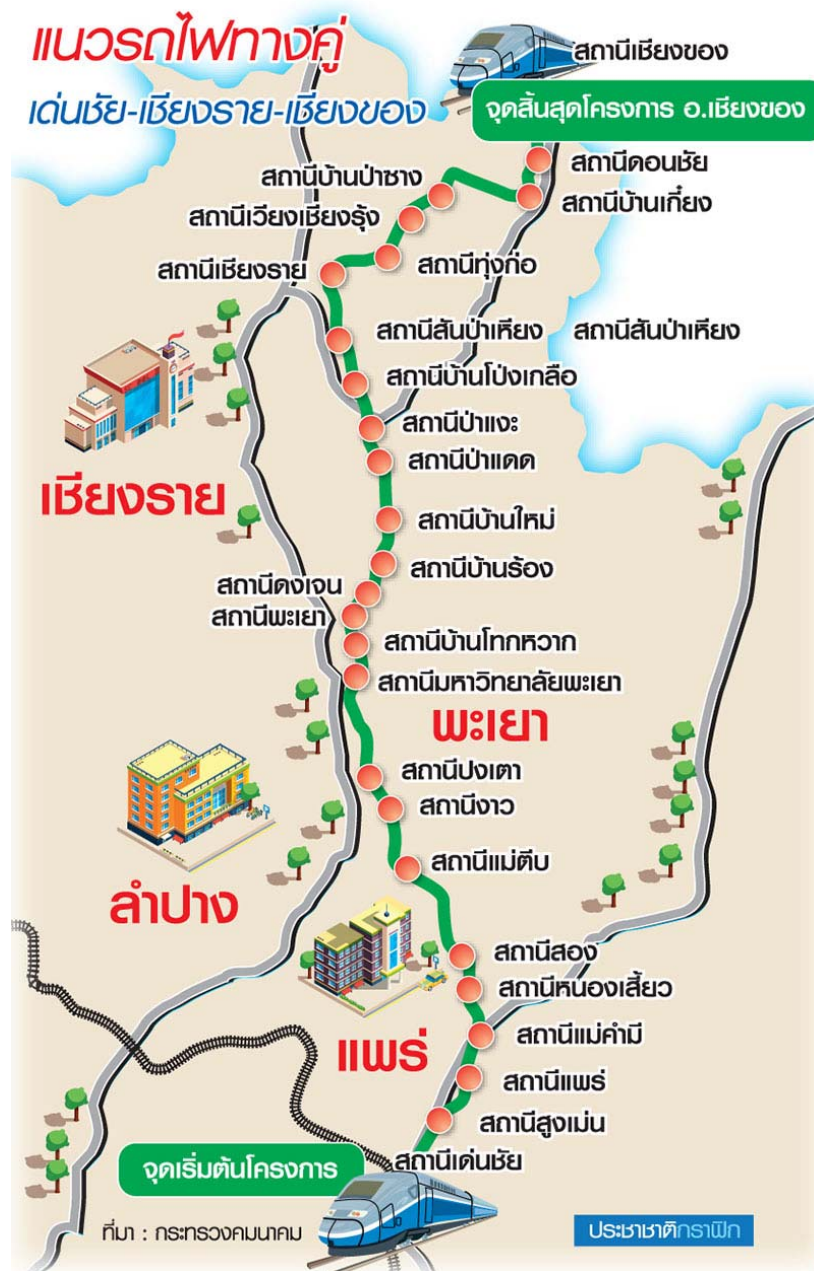 แนวรถไฟทางคู่
เด่นชัย-เชียงราย-เชียงของ
สถานีเชียงของ
จุดสิ้นสุดโครงการ อ.เชียงของ
สถานีดอนชัย
สถานีบ้านป่าซาง
สถานีบ้านเกี๋ยง
สถานีเวียงเชียงรุ้ง
สถานีทุ่งก่อ
สถานีเชียงราย
สถานีสันป่าเหียง สถานีสันป่าเหียง
สถานีบ้านโป่งเกลือ
สถานีป่าแงะ
สถานีป่าแดด
เชียงราย
สถานีบ้านใหม่
สถานีบ้านร้อง
สถานีดงเจน
สถานีพะเยา
สถานีบ้านโทกหวาก
สถานีมหาวิทยาลัยพะเยา
พะเยา
สถานีปงเตา
สถานีงาว
สถานีแม่ตีบ
ลำปาง
สถานีสอง
สถานีหนองเสี้ยว
สถานีแม่คำมี
แพร่
สถานีแพร่
สถานีสูงเม่น
สถานีเด่นชัย
จุดเริ่มต้นโครงการ
ที่มา : กระทรวงคมนาคม
ประชาชาติกราฟิก